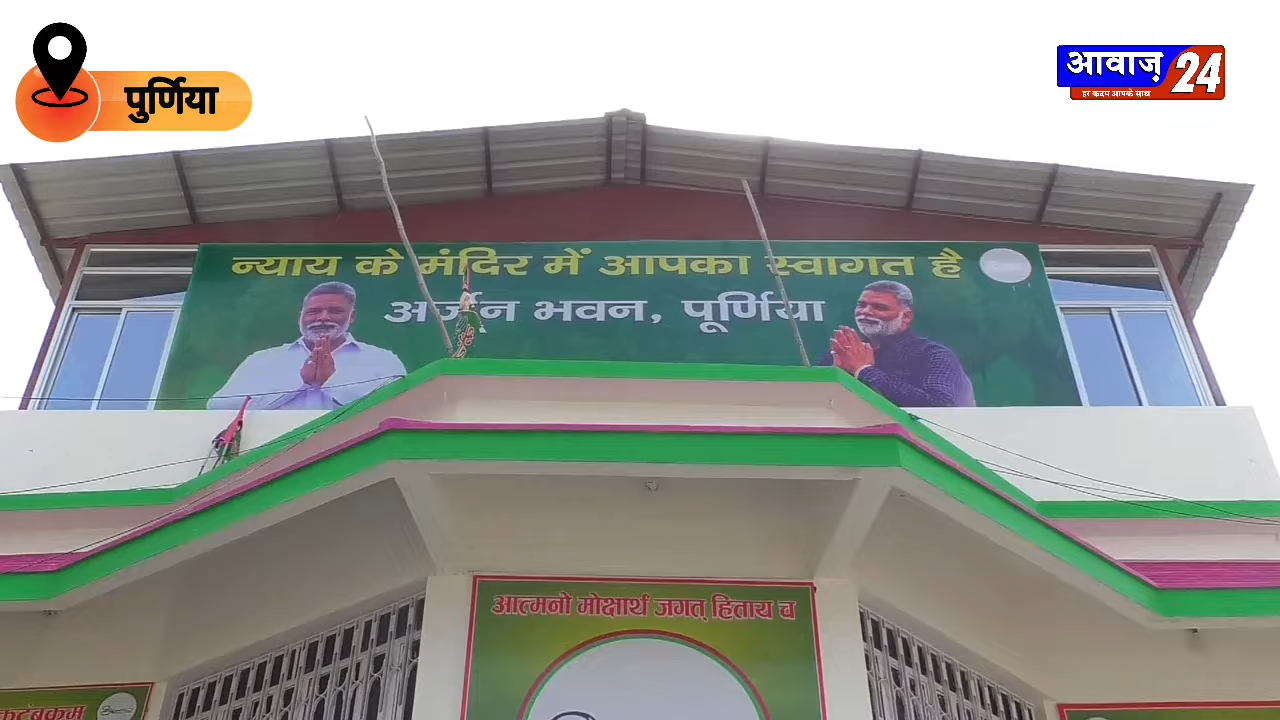 पुर्णिया
आवाज़ 24
हर कदम आपके साथ
न्याय के मंदिर में आपका स्वागत है
अर्जुन भवन, पूर्णिया
आत्मनो मोक्षार्थ जगत् हिताय च